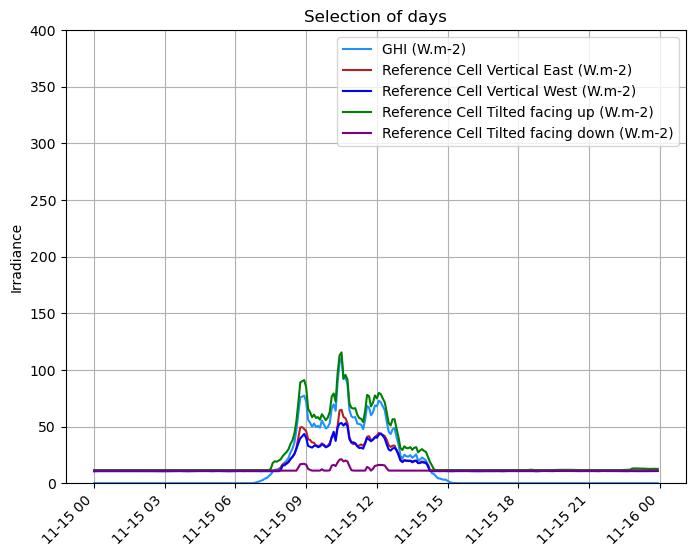 Selection of days
400
350
300
250
200
150
100
50
0
Irradiance
GHI (W.m-2)
Reference Cell Vertical East (W.m-2)
Reference Cell Vertical West (W.m-2)
Reference Cell Tilted facing up (W.m-2)
Reference Cell Tilted facing down (W.m-2)
11-15 00
11-15 03
11-15 06
11-15 09
11-15 12
11-15 15
11-15 18
11-15 21
11-16 00